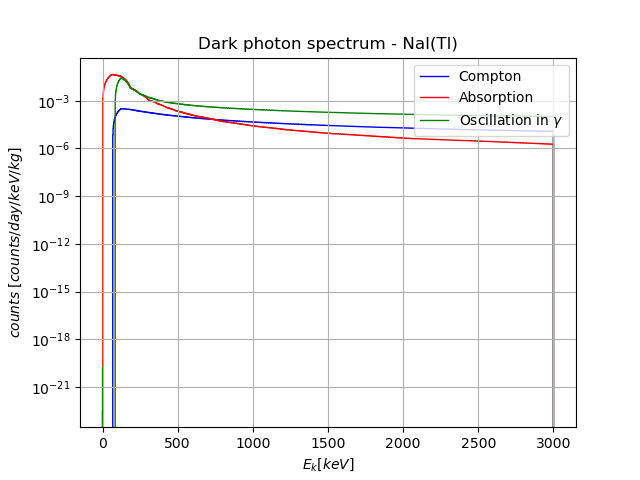 Dark photon spectrum - NaI(Tl)
counts [counts/day/keV/kg]
10⁻³
10⁻⁶
10⁻⁹
10⁻¹²
10⁻¹⁵
10⁻¹⁸
10⁻²¹
Compton
Absorption
Oscillation in γ
0 500 1000 1500 2000 2500 3000
Eₖ[keV]